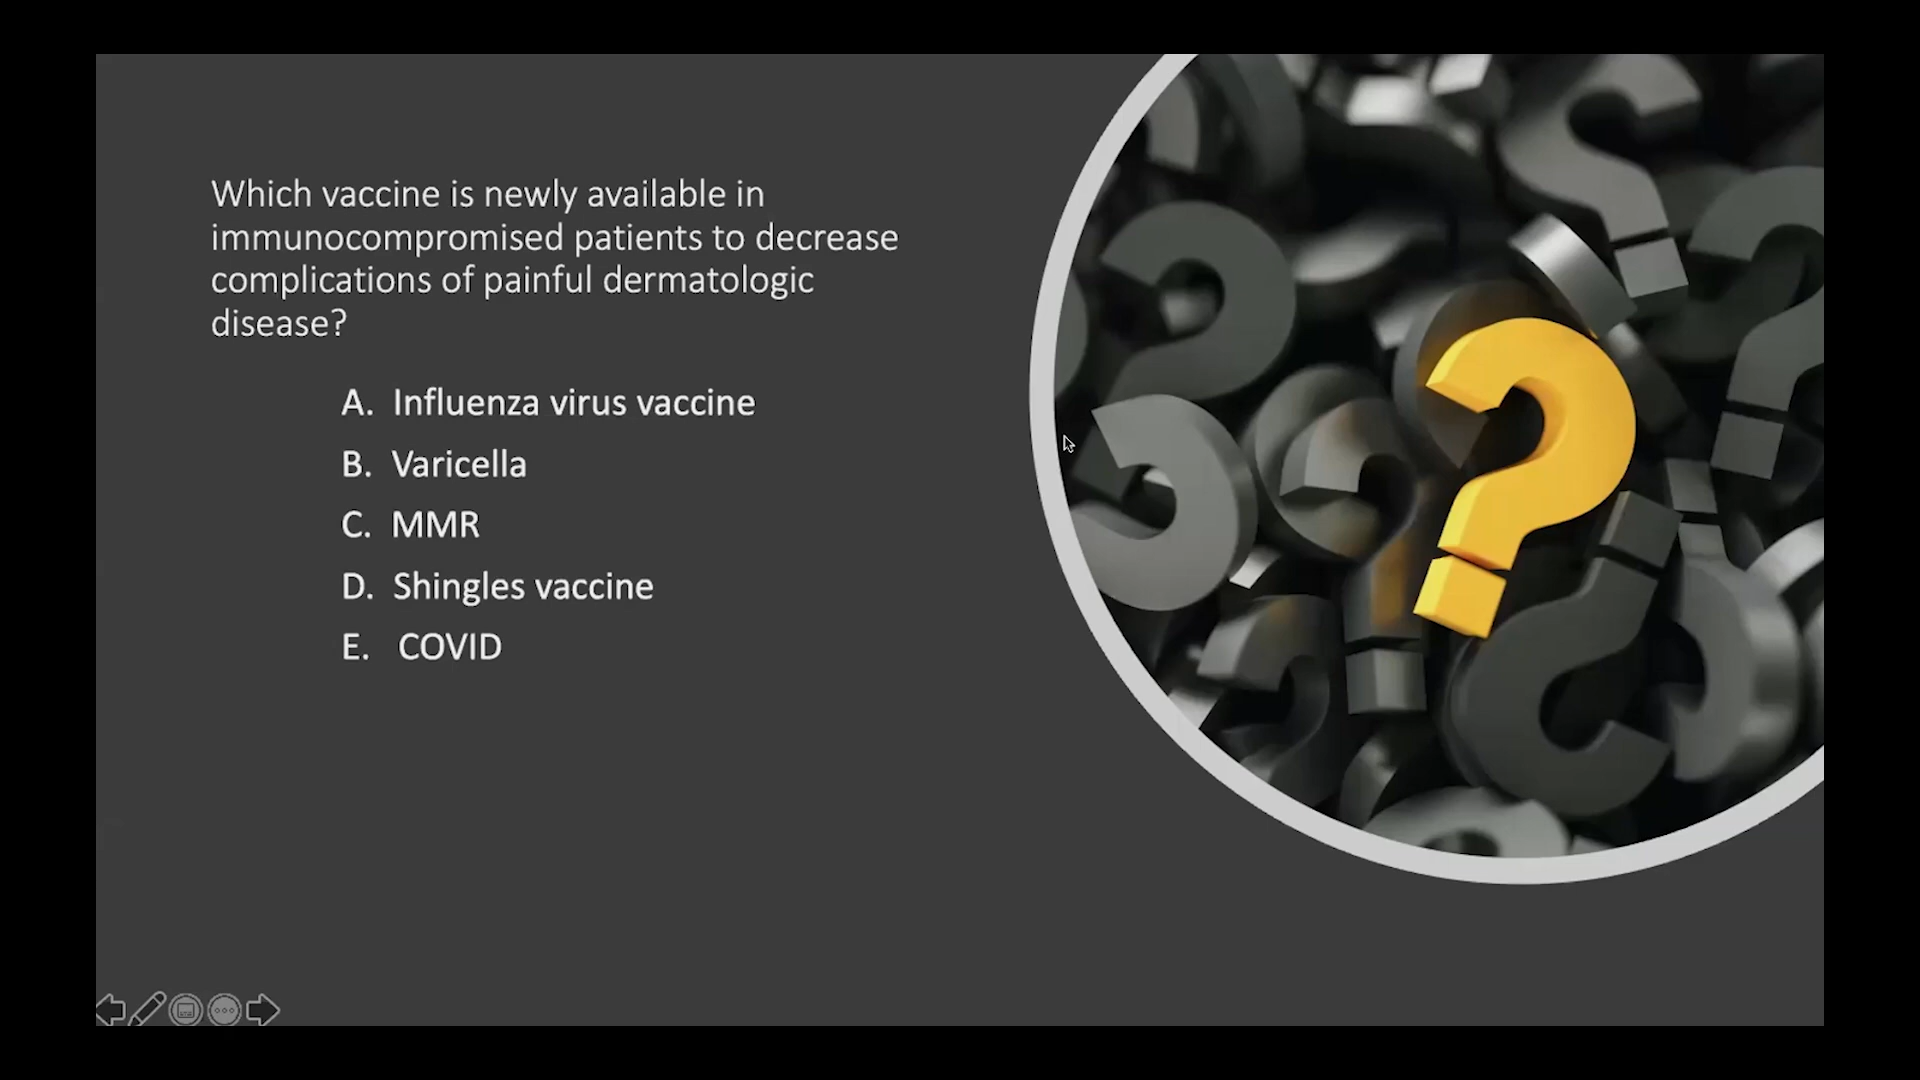 Which vaccine is newly available in
immunocompromised patients to decrease
complications of painful dermatologic
disease?
A. Influenza virus vaccine
B. Varicella
C. MMR
D. Shingles vaccine
E. COVID